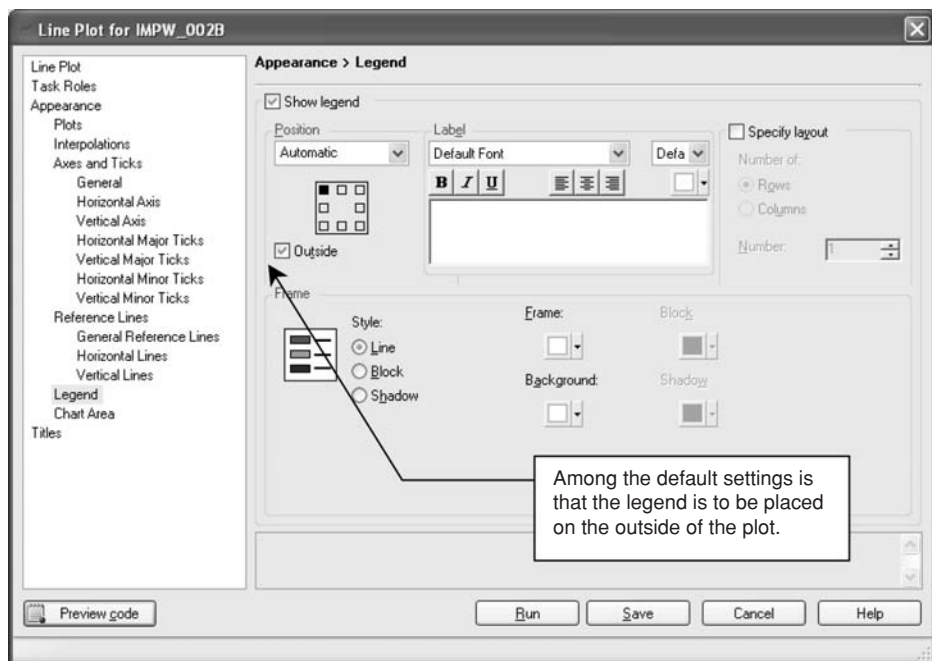 Line Plot for IMPW_002B
Line Plot
Task Roles
Appearance
Plots
Interpolations
Axes and Ticks
General
Horizontal Axis
Vertical Axis
Horizontal Major Ticks
Vertical Major Ticks
Horizontal Minor Ticks
Vertical Minor Ticks
Reference Lines
General Reference Lines
Horizontal Lines
Vertical Lines
Legend
Chart Area
Titles
Appearance > Legend
Show legend
Position
Automatic
Outside
Label
Default Font
Defa
B I U
Specify layout
Number of:
Rows
Columns
Number:
1
Frame
Style:
Line
Block
Shadow
Frame:
Background:
Block
Shadow
Among the default settings is
that the legend is to be placed
on the outside of the plot.
Preview code
Run
Save
Cancel
Help